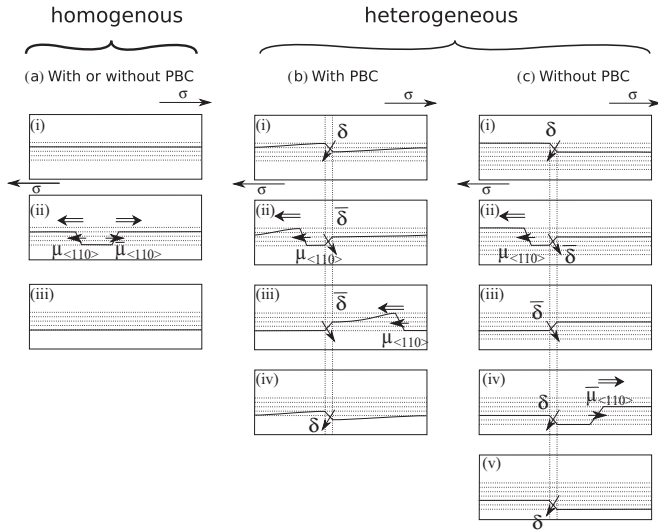 homogenous
heterogeneous
(a) With or without PBC
(b) With PBC
(c) Without PBC
σ
σ
σ
(i)
(i) δ
(i) δ
σ
σ
σ
(ii)
μ<110> μ̄<110>
(ii) δ̄
μ<110>
(ii)
μ<110> δ̄
(iii)
(iii) δ̄
μ<110>
(iii) δ̄
(iv)
δ
(iv) δ μ̄<110>
(v)
δ